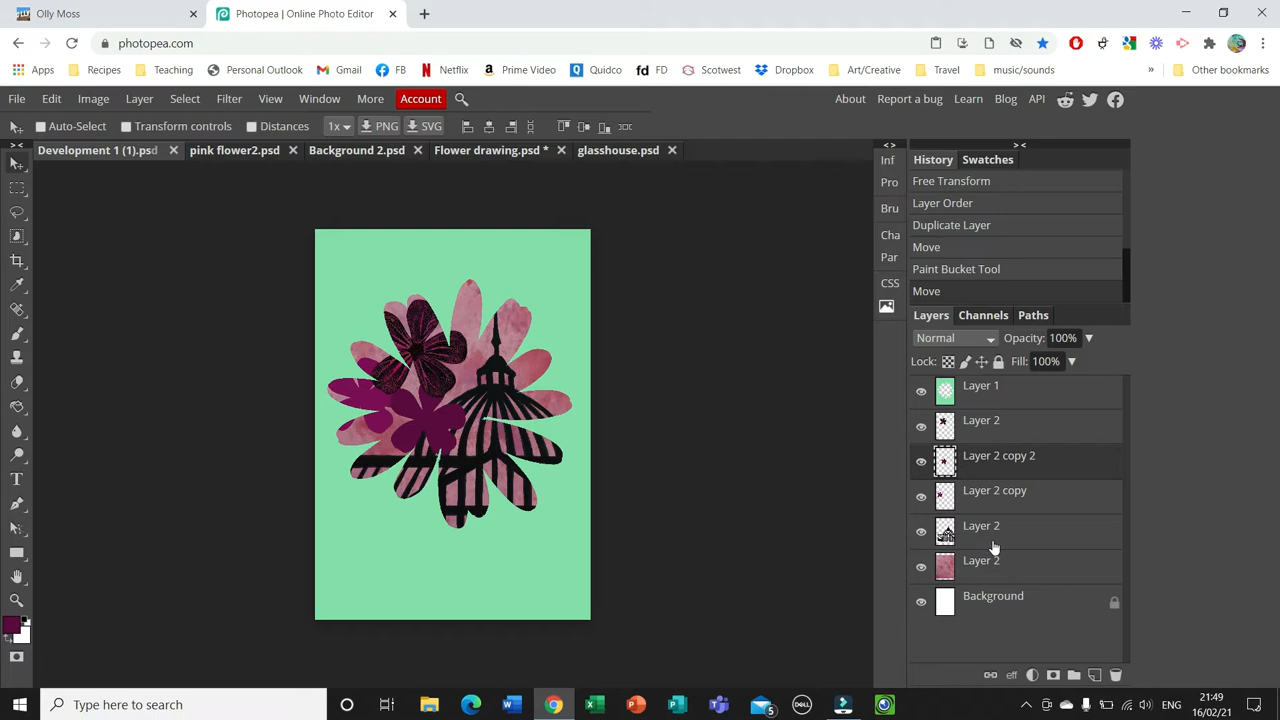 Olly Moss
Photopea | Online Photo Editor
photopea.com
Apps Recipes Teaching Personal Outlook Gmail FB Netflix Prime Video Quidco fd FD Scotwest Dropbox Art/Creative Travel music/sounds » Other bookmarks
File Edit Image Layer Select Filter View Window More Account About Report a bug Learn Blog API
Auto-Select Transform controls Distances 1x PNG SVG
Development 1 (1).psd pink flower2.psd Background 2.psd Flower drawing.psd * glasshouse.psd
Inf
Pro
Bru
Cha
Par
CSS
History Swatches
Free Transform
Layer Order
Duplicate Layer
Move
Paint Bucket Tool
Move
Layers Channels Paths
Normal Opacity: 100%
Lock: Fill: 100%
Layer 1
Layer 2
Layer 2 copy 2
Layer 2 copy
Layer 2
Layer 2
Background
eff
Type here to search
5
DELL
ENG
21:49
16/02/21